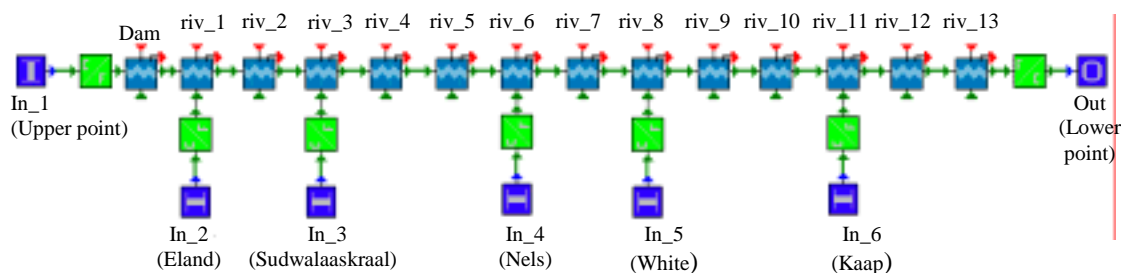 Dam riv_1 riv_2 riv_3 riv_4 riv_5 riv_6 riv_7 riv_8 riv_9 riv_10 riv_11 riv_12 riv_13
In_1
(Upper point)
Out
(Lower
point)
In_2
(Eland)
In_3
(Sudwalaaskraal)
In_4
(Nels)
In_5
(White)
In_6
(Kaap)